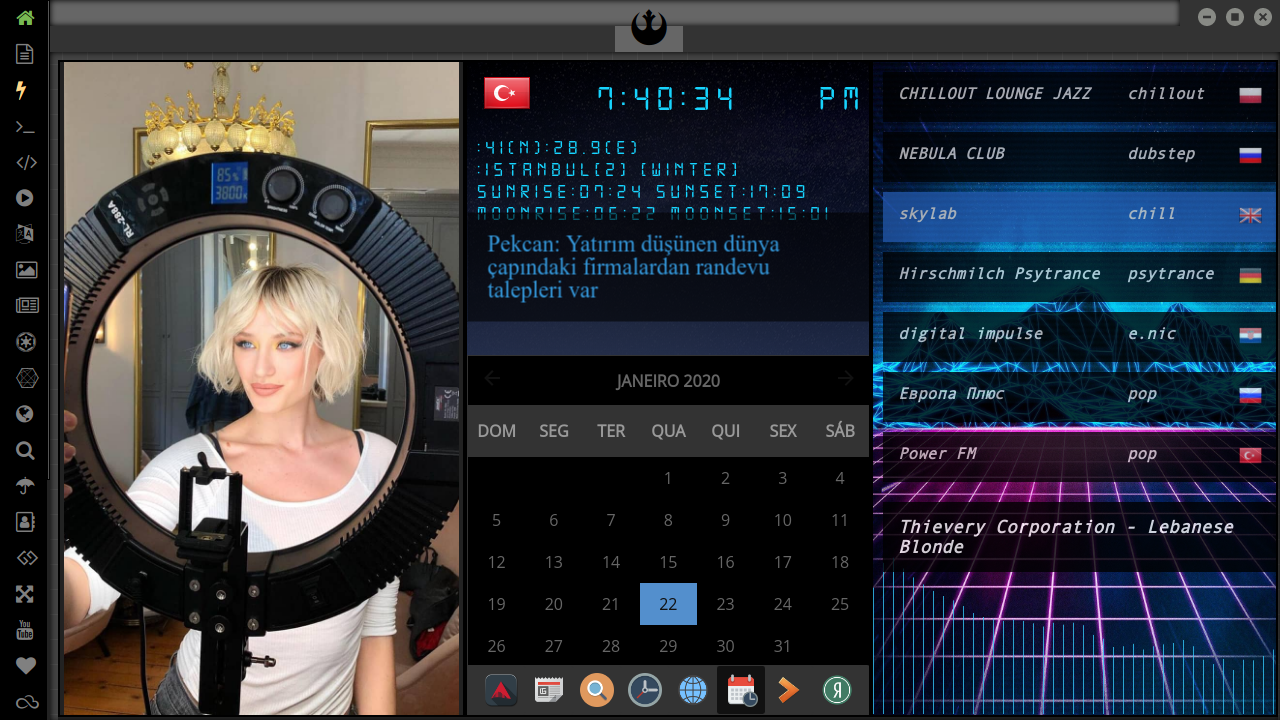 85%
3800K
RL-288A
7:40:34 PM
:41(N):28.9(E)
:ISTANBUL(2) (WINTER)
SUNRISE:07:24 SUNSET:17:09
MOONRISE:06:22 MOONSET:15:01
Pekcan: Yatırım düşünen dünya
çapındaki firmalardan randevu
talepleri var
JANEIRO 2020
DOM SEG TER QUA QUI SEX SÁB
1 2 3 4
5 6 7 8 9 10 11
12 13 14 15 16 17 18
19 20 21 22 23 24 25
26 27 28 29 30 31
CHILLOUT LOUNGE JAZZ chillout
NEBULA CLUB dubstep
skylab chill
Hirschmilch Psytrance psytrance
digital impulse e.nic
Европа Плюс pop
Power FM pop
Thievery Corporation - Lebanese
Blonde
You
Tube
Я